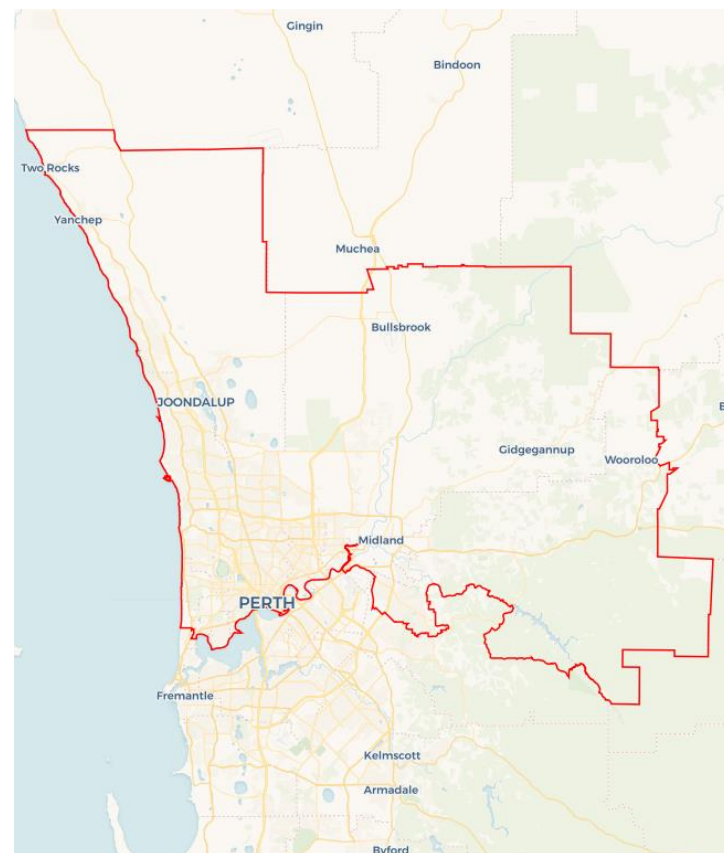 Gingin
Bindoon
Two Rocks
Yanchep
Muchea
Bullsbrook
JOONDALUP
Gidgegannup
Wooroloo
Midland
PERTH
Fremantle
Kelmscott
Armadale
Byford